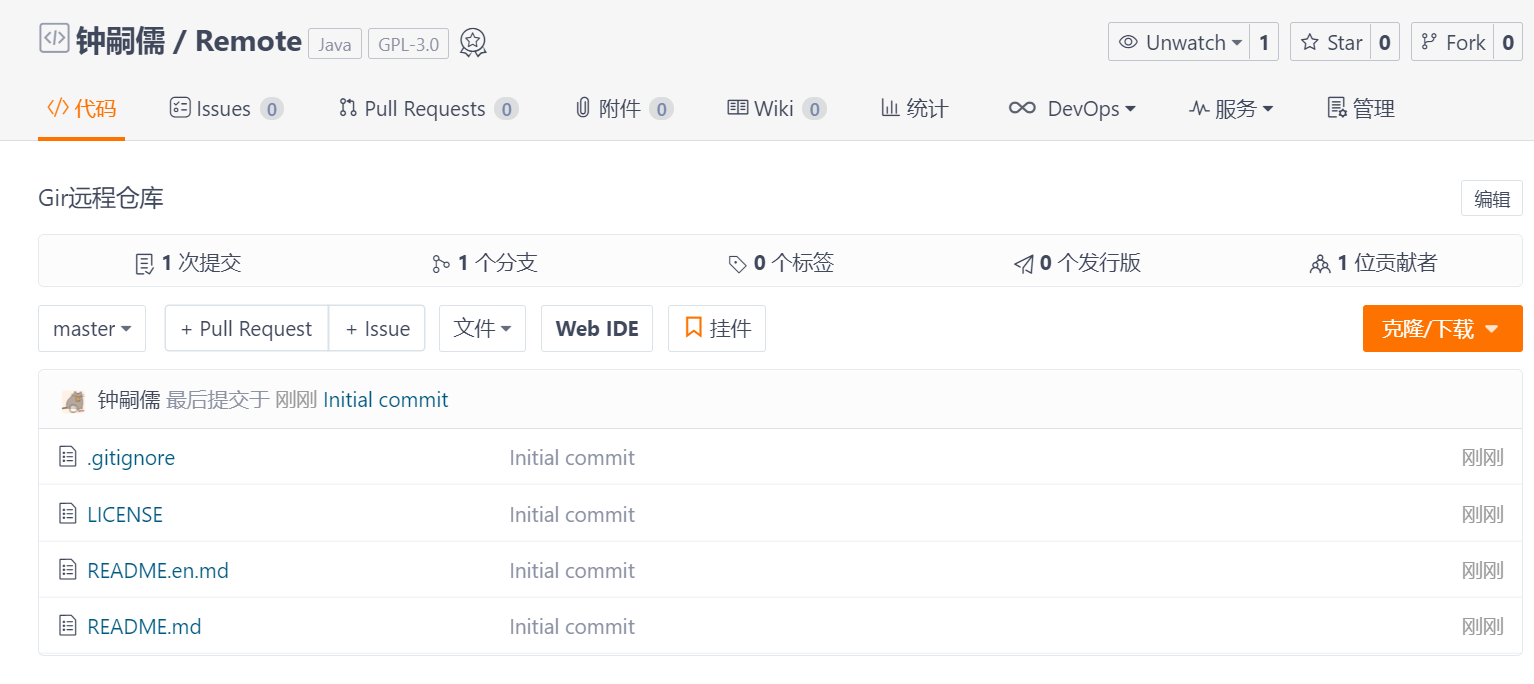 钟嗣儒 / Remote Java GPL-3.0 Unwatch 1 Star 0 Fork 0
代码 Issues 0 Pull Requests 0 附件 0 Wiki 0 统计 DevOps 服务 管理
Gir远程仓库 编辑
1 次提交 1 个分支 0 个标签 0 个发行版 1 位贡献者
master + Pull Request + Issue 文件 Web IDE 挂件 克隆/下载
钟嗣儒 最后提交于 刚刚 Initial commit
.gitignore Initial commit 刚刚
LICENSE Initial commit 刚刚
README.en.md Initial commit 刚刚
README.md Initial commit 刚刚